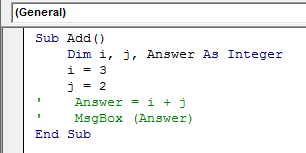 (General)
Sub Add()
    Dim i, j, Answer As Integer
    i = 3
    j = 2
'    Answer = i + j
'    MsgBox (Answer)
End Sub